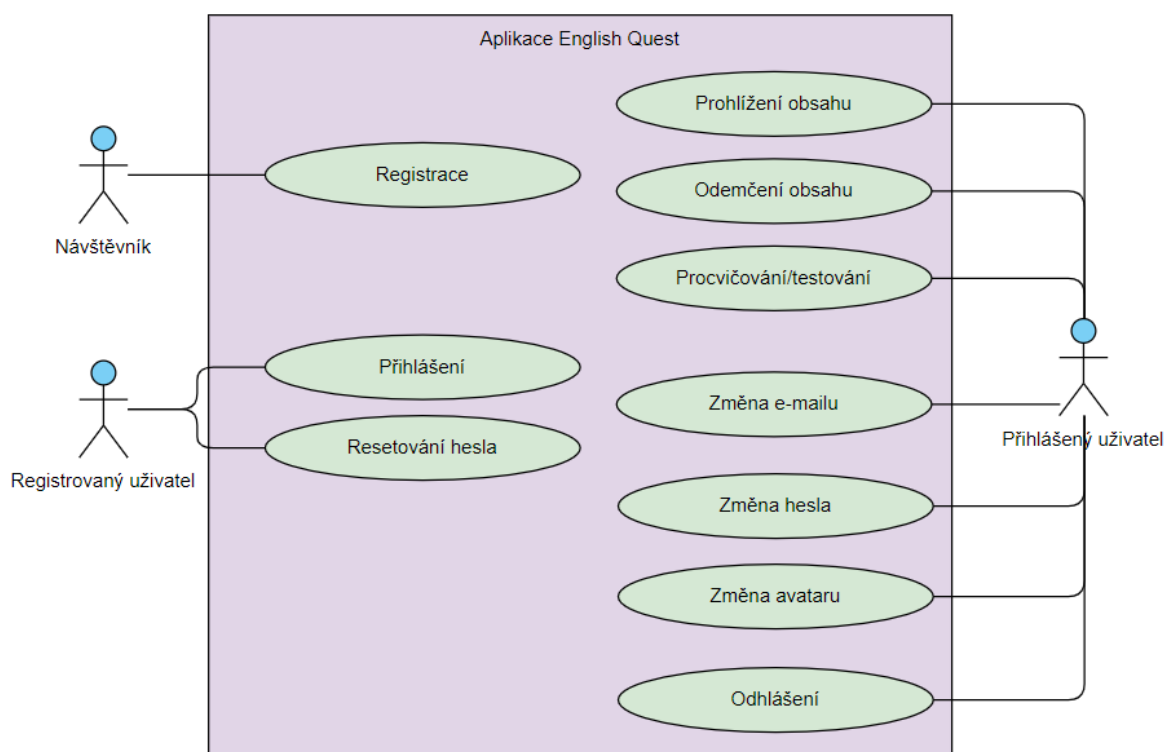 Aplikace English Quest
Prohlížení obsahu
Registrace
Odemčení obsahu
Návštěvník
Procvičování/testování
Přihlášení
Změna e-mailu
Přihlášený uživatel
Resetování hesla
Registrovaný uživatel
Změna hesla
Změna avataru
Odhlášení